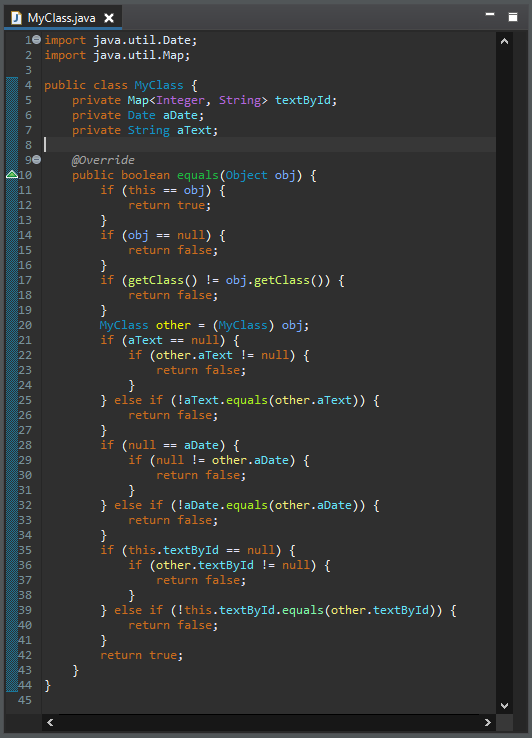 MyClass.java
1 import java.util.Date;
2 import java.util.Map;
3
4 public class MyClass {
5     private Map<Integer, String> textById;
6     private Date aDate;
7     private String aText;
8
9     @Override
10     public boolean equals(Object obj) {
11         if (this == obj) {
12             return true;
13         }
14         if (obj == null) {
15             return false;
16         }
17         if (getClass() != obj.getClass()) {
18             return false;
19         }
20         MyClass other = (MyClass) obj;
21         if (aText == null) {
22             if (other.aText != null) {
23                 return false;
24             }
25         } else if (!aText.equals(other.aText)) {
26             return false;
27         }
28         if (null == aDate) {
29             if (null != other.aDate) {
30                 return false;
31             }
32         } else if (!aDate.equals(other.aDate)) {
33             return false;
34         }
35         if (this.textById == null) {
36             if (other.textById != null) {
37                 return false;
38             }
39         } else if (!this.textById.equals(other.textById)) {
40             return false;
41         }
42         return true;
43     }
44 }
45